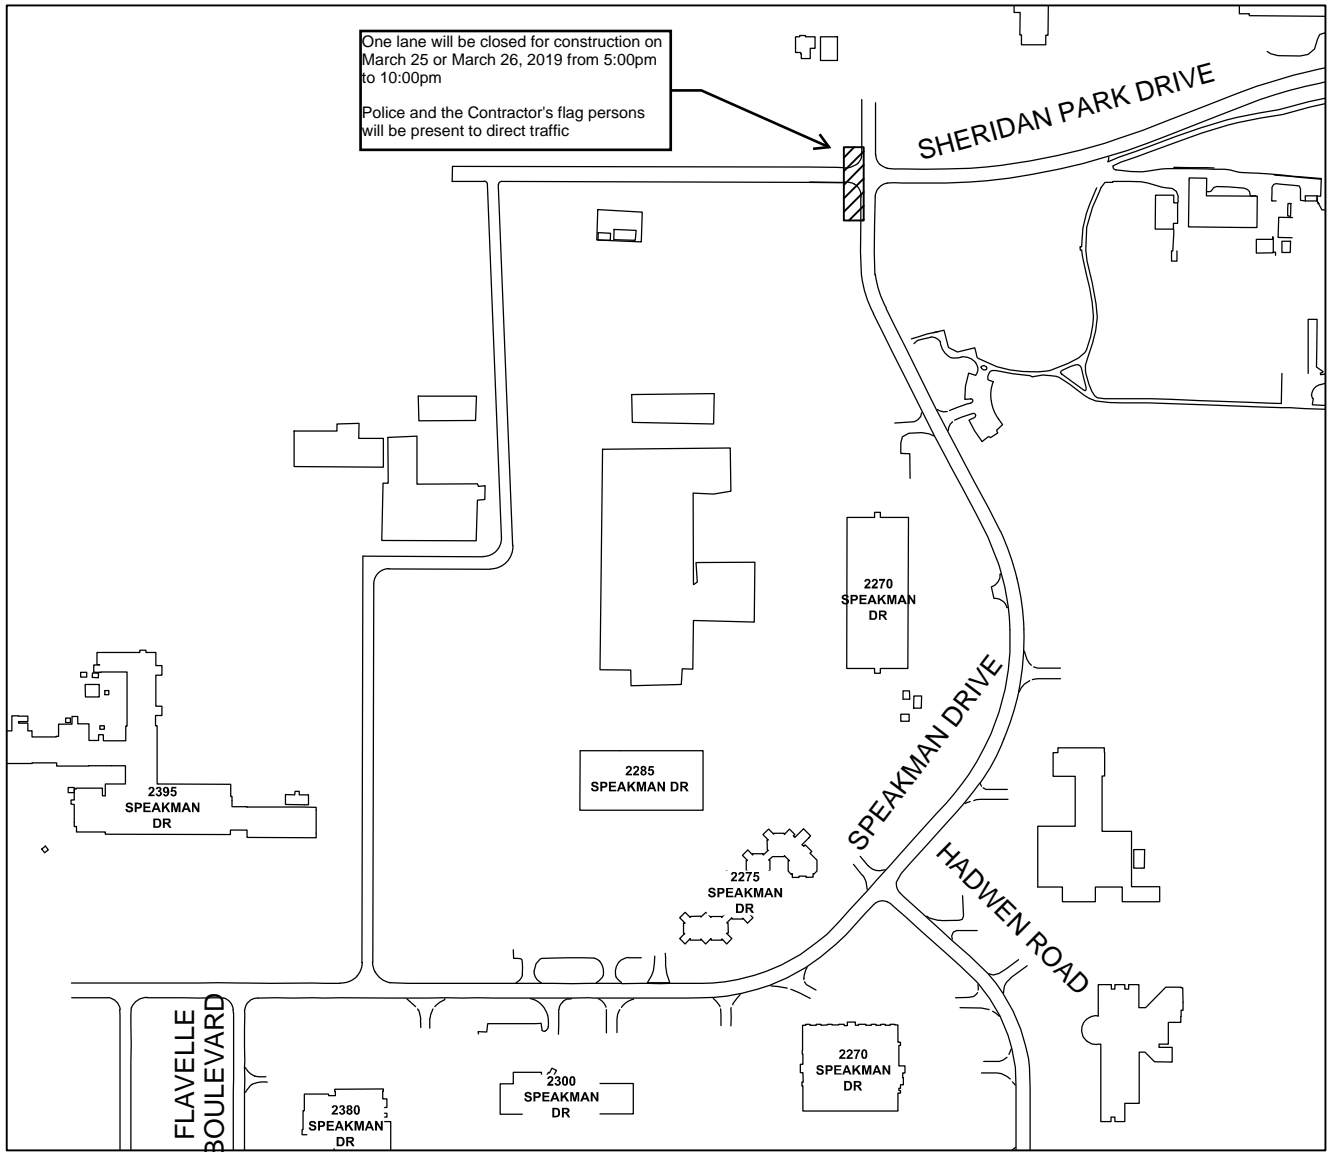 One lane will be closed for construction on
March 25 or March 26, 2019 from 5:00pm
to 10:00pm
Police and the Contractor's flag persons
will be present to direct traffic
SHERIDAN PARK DRIVE
2270
SPEAKMAN
DR
SPEAKMAN DRIVE
2285
SPEAKMAN DR
2395
SPEAKMAN
DR
HADWEN ROAD
2275
SPEAKMAN
DR
FLAVELLE
BOULEVARD
2270
SPEAKMAN
DR
2300
SPEAKMAN
DR
2380
SPEAKMAN
DR